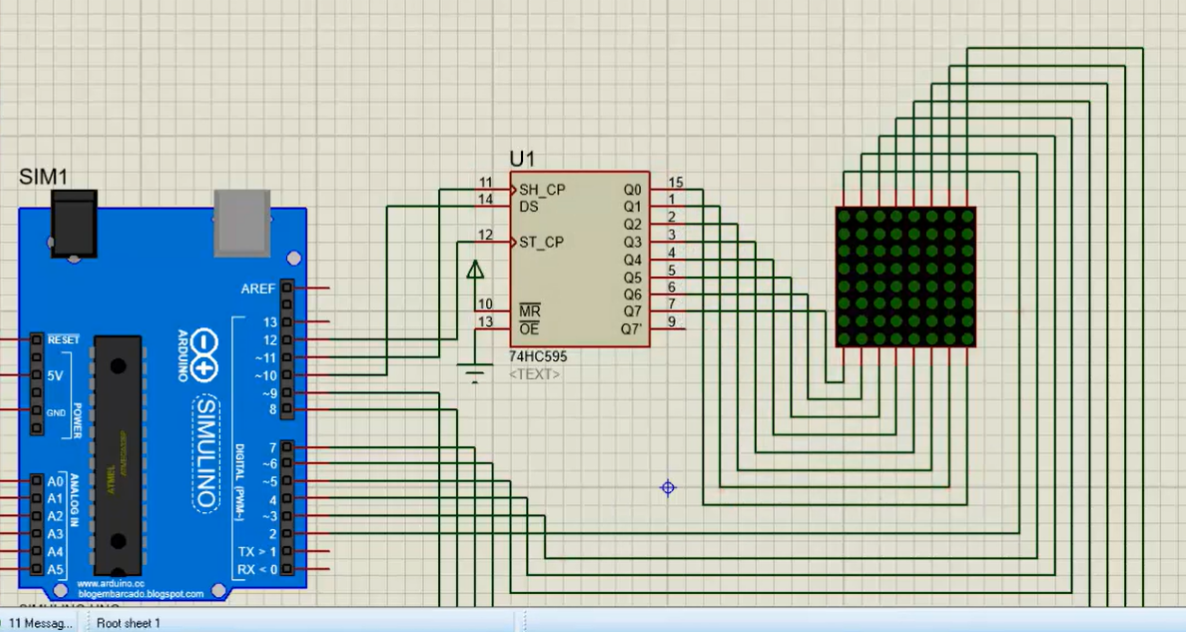 SIM1
RESET
5V
GND
POWER
ANALOG IN
A0
A1
A2
A3
A4
A5
ATMEL
ARDUINO
SIMULINO
DIGITAL (PWM~)
AREF
13
12
~11
~10
~9
8
7
~6
~5
4
~3
2
TX > 1
RX < 0
www.arduino.cc
blogembarcado.blogspot.com
U1
11 SH_CP Q0 15
14 DS Q1 1
Q2 2
12 ST_CP Q3 3
Q4 4
Q5 5
Q6 6
10 MR Q7 7
13 OE Q7' 9
74HC595
<TEXT>
11 Messag... Root sheet 1